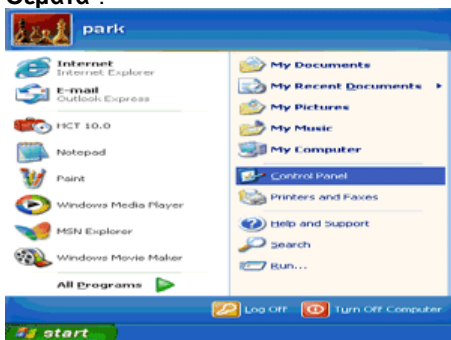 park
Internet
Internet Explorer
E-mail
Outlook Express
HCT 10.0
Notepad
Paint
Windows Media Player
MSN Explorer
Windows Movie Maker
All Programs
My Documents
My Recent Documents
My Pictures
My Music
My Computer
Control Panel
Printers and Faxes
Help and Support
Search
Run...
Log Off
Turn Off Computer
start